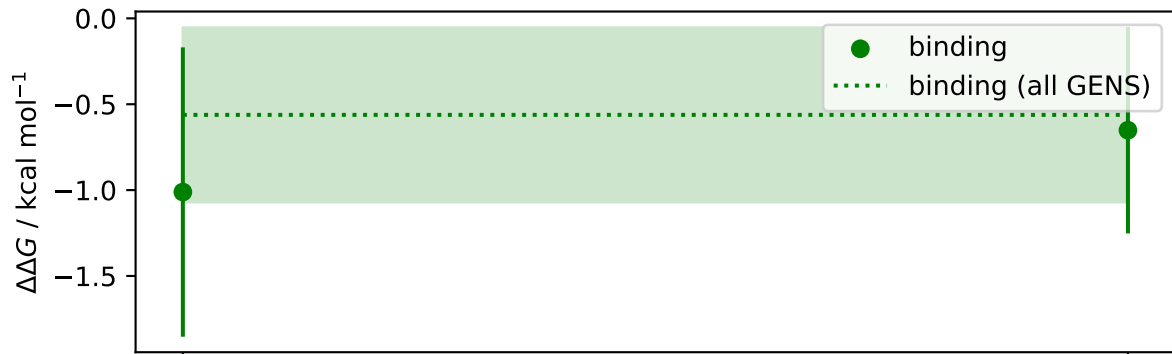 0.0
−0.5
−1.0
−1.5
ΔΔG / kcal mol⁻¹
binding
binding (all GENS)